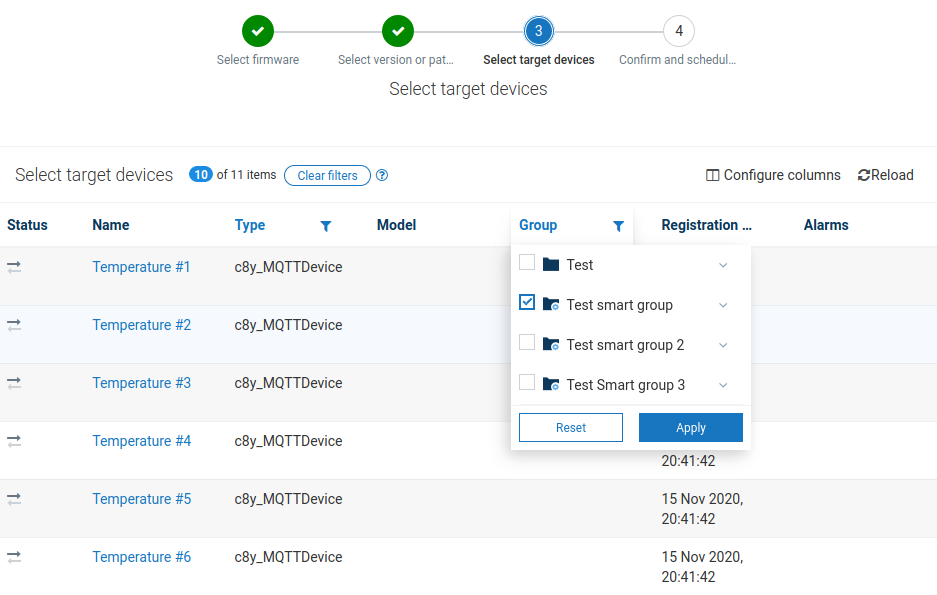 3
4
Select firmware
Select version or pat...
Select target devices
Confirm and schedul...
Select target devices
Select target devices 10 of 11 items Clear filters ?
Configure columns Reload
Status Name Type Model Group Registration ... Alarms
Temperature #1 c8y_MQTTDevice
Test
Test smart group
Temperature #2 c8y_MQTTDevice
Test smart group 2
Temperature #3 c8y_MQTTDevice
Test Smart group 3
Reset Apply
Temperature #4 c8y_MQTTDevice
20:41:42
Temperature #5 c8y_MQTTDevice 15 Nov 2020,
20:41:42
Temperature #6 c8y_MQTTDevice 15 Nov 2020,
20:41:42